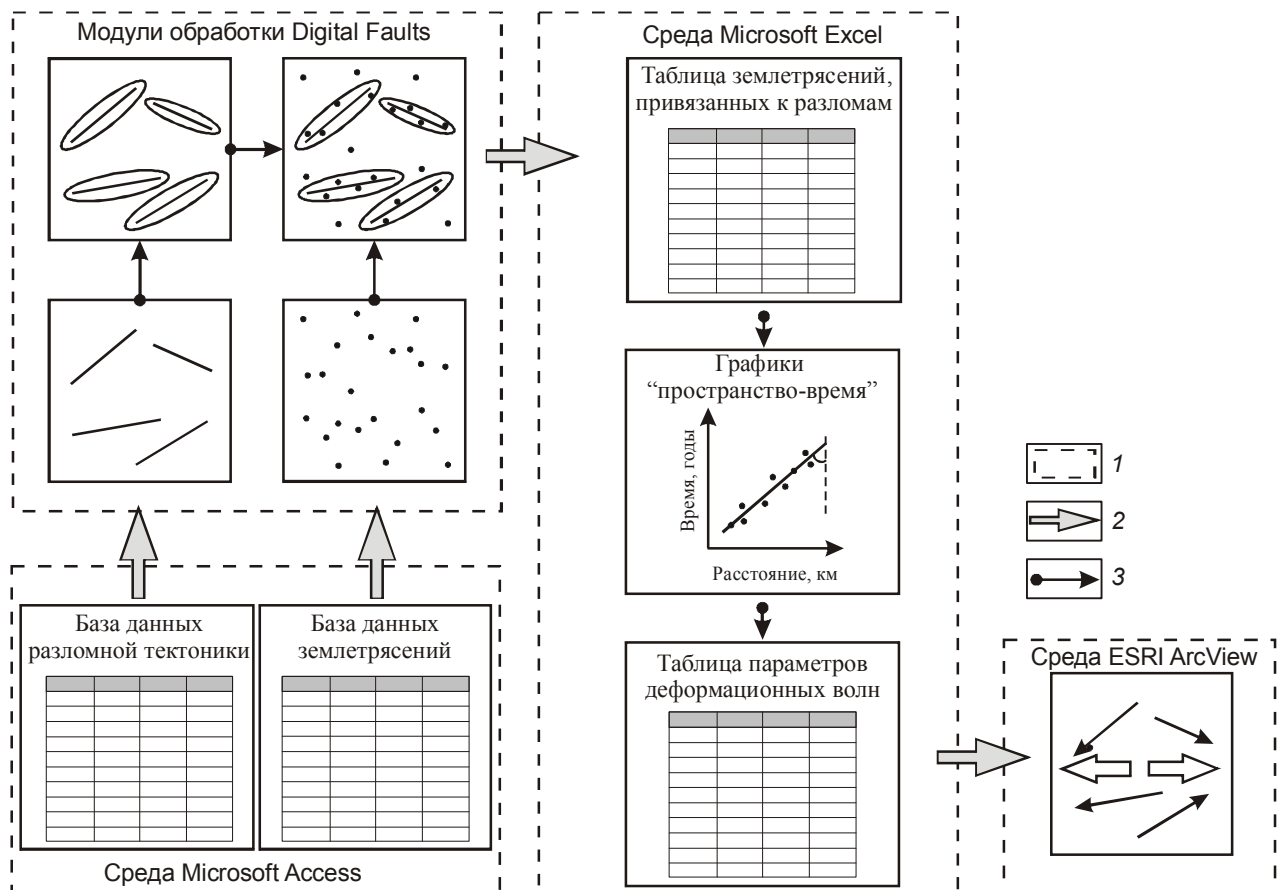 Модули обработки Digital Faults
База данных
разломной тектоники
База данных
землетрясений
Среда Microsoft Access
Среда Microsoft Excel
Таблица землетрясений,
привязанных к разломам
Графики
“пространство-время”
Время, годы
Расстояние, км
Таблица параметров
деформационных волн
1
2
3
Среда ESRI ArcView